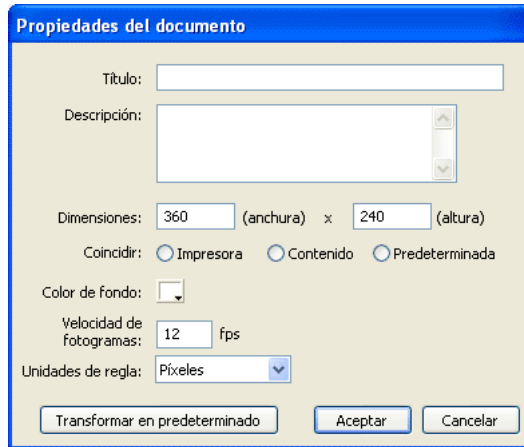 Propiedades del documento
Título:
Descripción:
Dimensiones: 360 (anchura) x 240 (altura)
Coincidir: Impresora Contenido Predeterminada
Color de fondo:
Velocidad de
fotogramas: 12 fps
Unidades de regla: Píxeles
Transformar en predeterminado Aceptar Cancelar